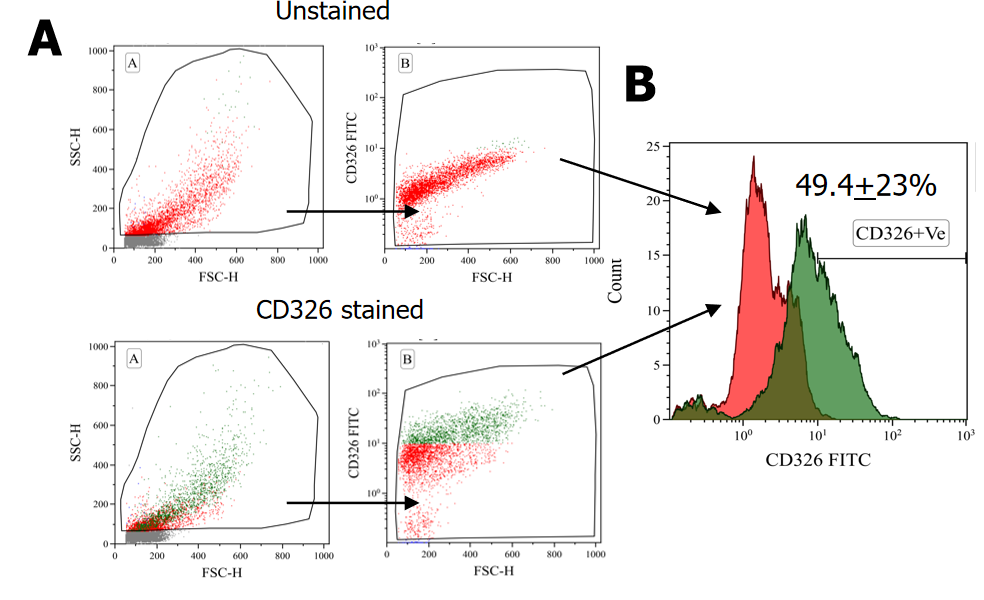 Unstained
A
B
A
B
1000
800
600
400
200
0
SSC-H
0 200 400 600 800 1000
FSC-H
10³
10²
10¹
10⁰
CD326 FITC
0 200 400 600 800 1000
FSC-H
CD326 stained
A
B
1000
800
600
400
200
0
SSC-H
0 200 400 600 800 1000
FSC-H
10³
10²
10¹
10⁰
CD326 FITC
0 200 400 600 800 1000
FSC-H
49.4±23%
CD326+Ve
25
20
15
10
5
0
Count
10⁰ 10¹ 10² 10³
CD326 FITC